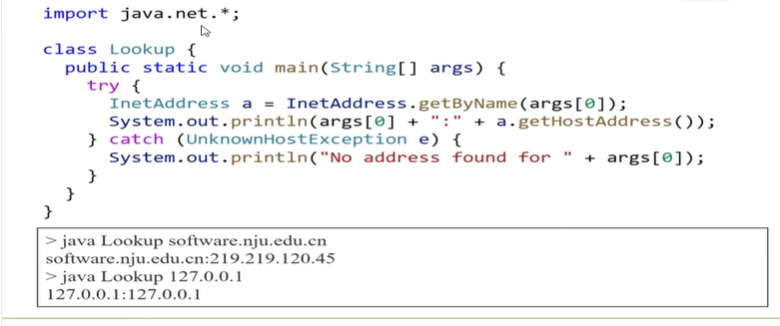 import java.net.*;
class Lookup {
public static void main(String[] args) {
try {
InetAddress a = InetAddress.getByName(args[0]);
System.out.println(args[0] + ":" + a.getHostAddress());
} catch (UnknownHostException e) {
System.out.println("No address found for " + args[0]);
}
}
}
> java Lookup software.nju.edu.cn
software.nju.edu.cn:219.219.120.45
> java Lookup 127.0.0.1
127.0.0.1:127.0.0.1